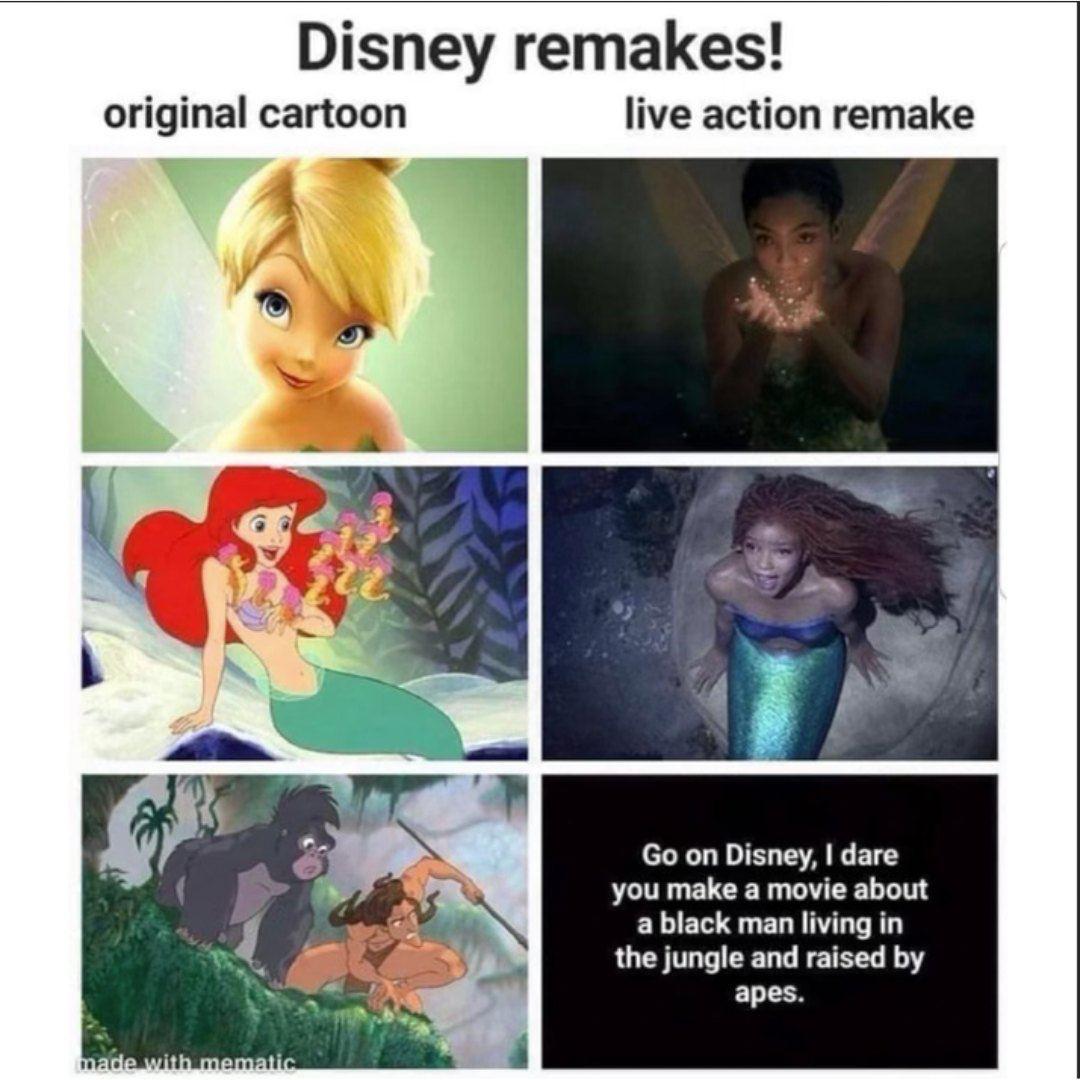 Disney remakes!
original cartoon
live action remake
Go on Disney, I dare
you make a movie about
a black man living in
the jungle and raised by
apes.
made with mematic